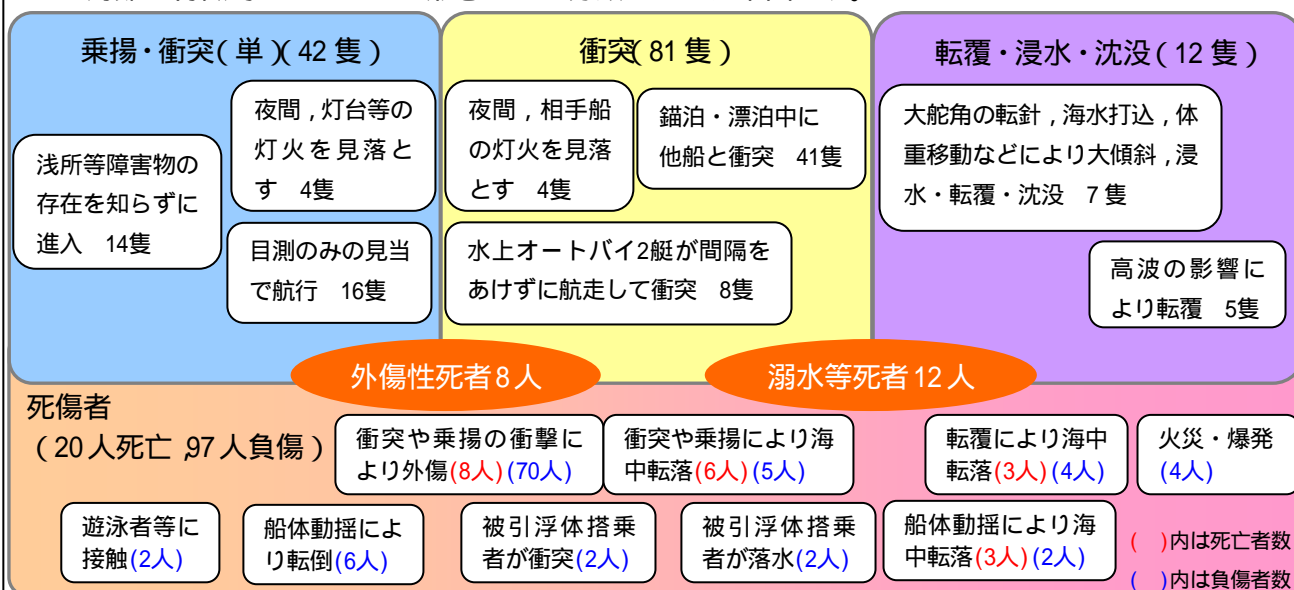 乗揚・衝突(単)(42隻)
浅所等障害物の
存在を知らずに
進入 14隻
夜間,灯台等の
灯火を見落と
す 4隻
目測のみの見当
で航行 16隻
衝突(81隻)
夜間,相手船
の灯火を見落
とす 4隻
錨泊・漂泊中に
他船と衝突 41隻
水上オートバイ2艇が間隔を
あけずに航走して衝突 8隻
転覆・浸水・沈没(12隻)
大舵角の転針,海水打込,体
重移動などにより大傾斜,浸
水・転覆・沈没 7隻
高波の影響に
より転覆 5隻
外傷性死者8人
溺水等死者12人
死傷者
(20人死亡,97人負傷)
衝突や乗揚の衝撃に
より外傷(8人)(70人)
衝突や乗揚により海
中転落(6人)(5人)
転覆により海中
転落(3人)(4人)
火災・爆発
(4人)
遊泳者等に
接触(2人)
船体動揺によ
り転倒(6人)
被引浮体搭乗
者が衝突(2人)
被引浮体搭乗
者が落水(2人)
船体動揺により海
中転落(3人)(2人)
( )内は死亡者数
( )内は負傷者数